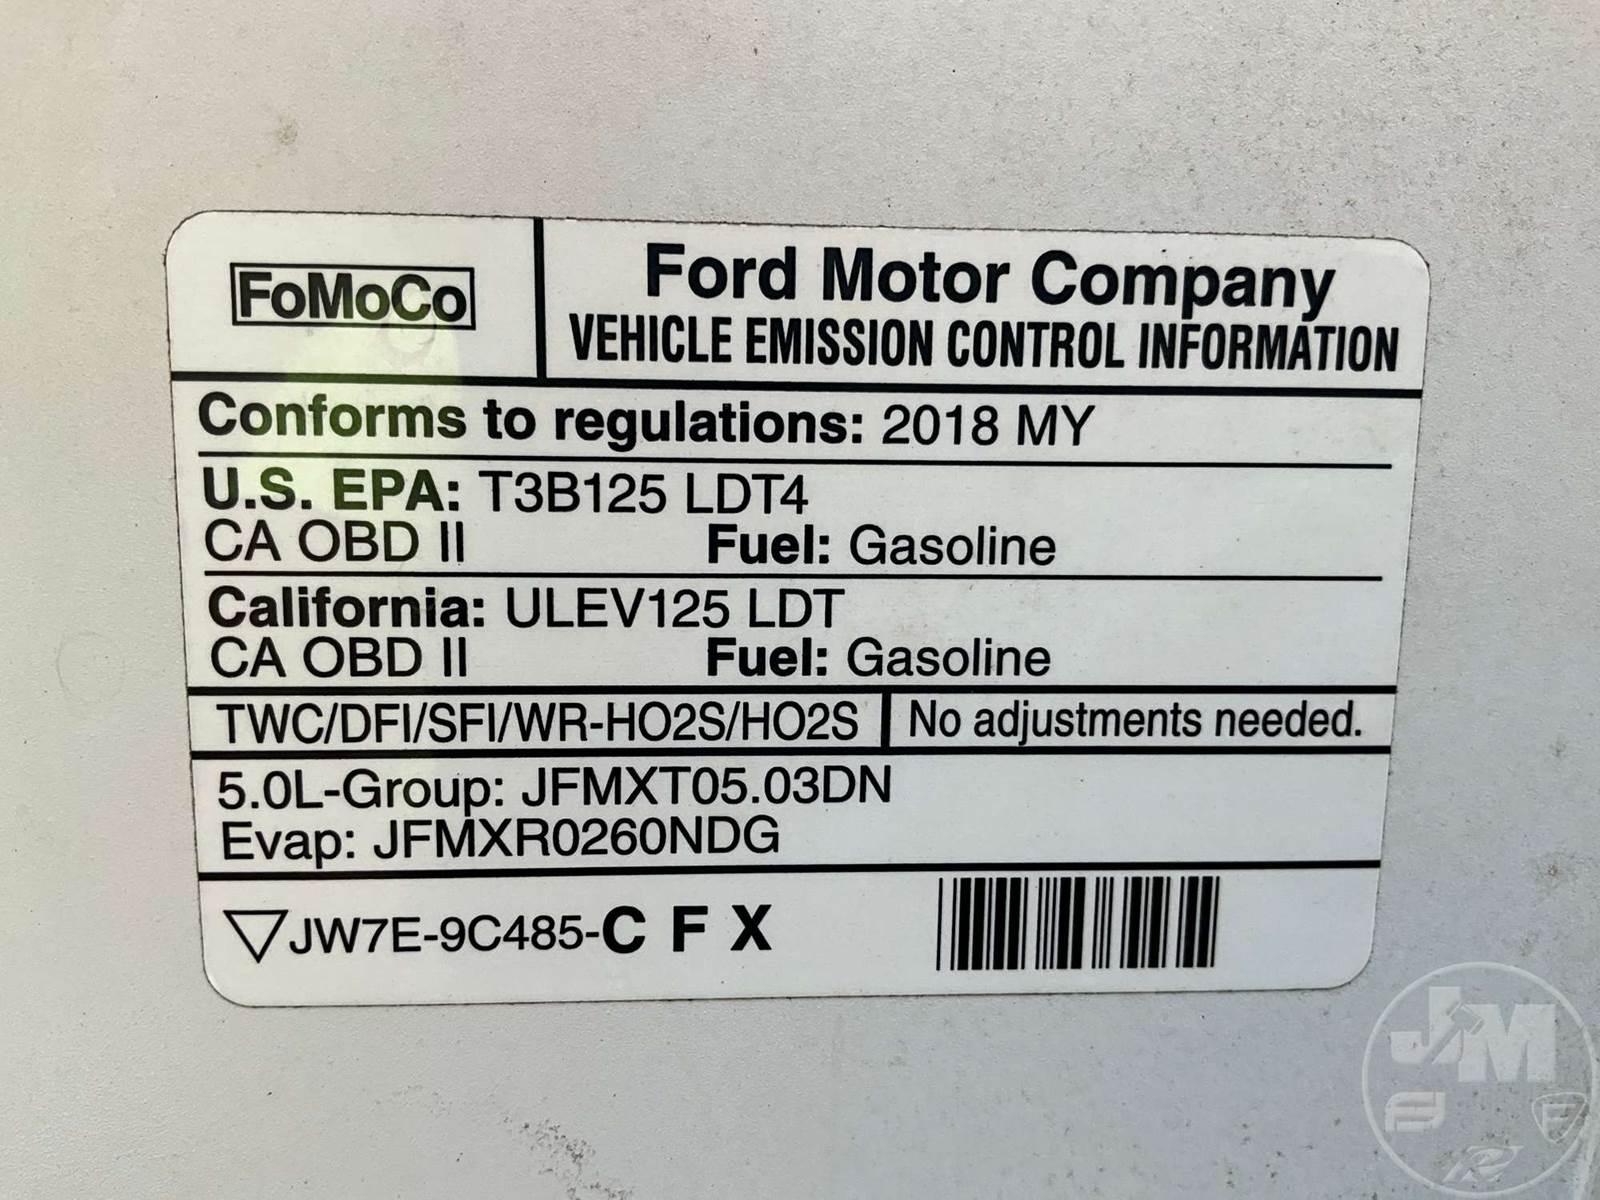 FoMoCo
Ford Motor Company
VEHICLE EMISSION CONTROL INFORMATION
Conforms to regulations: 2018 MY
U.S. EPA: T3B125 LDT4
CA OBD II Fuel: Gasoline
California: ULEV125 LDT
CA OBD II Fuel: Gasoline
TWC/DFI/SFI/WR-HO2S/HO2S No adjustments needed.
5.0L-Group: JFMXT05.03DN
Evap: JFMXR0260NDG
JW7E-9C485-C F X
JM